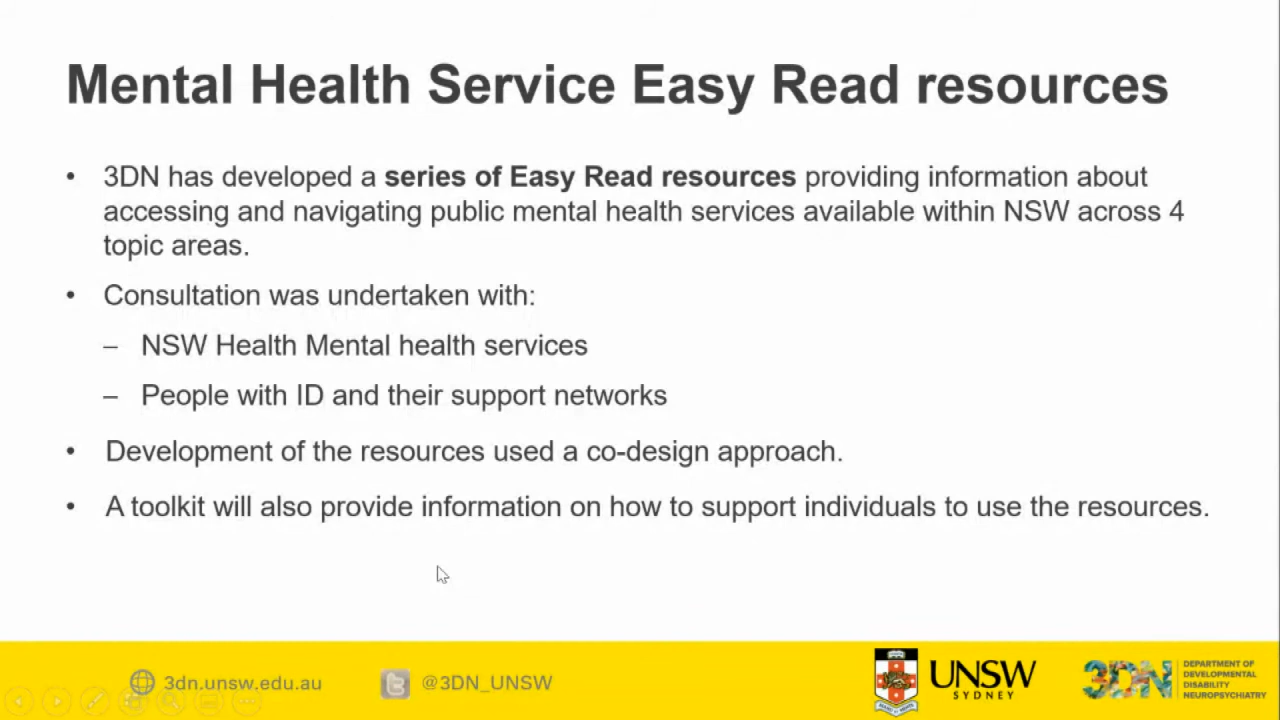 Mental Health Service Easy Read resources
• 3DN has developed a series of Easy Read resources providing information about
accessing and navigating public mental health services available within NSW across 4
topic areas.
• Consultation was undertaken with:
– NSW Health Mental health services
– People with ID and their support networks
• Development of the resources used a co-design approach.
• A toolkit will also provide information on how to support individuals to use the resources.
3dn.unsw.edu.au
@3DN_UNSW
UNSW
SYDNEY
3DN
DEPARTMENT OF
DEVELOPMENTAL
DISABILITY
NEUROPSYCHIATRY